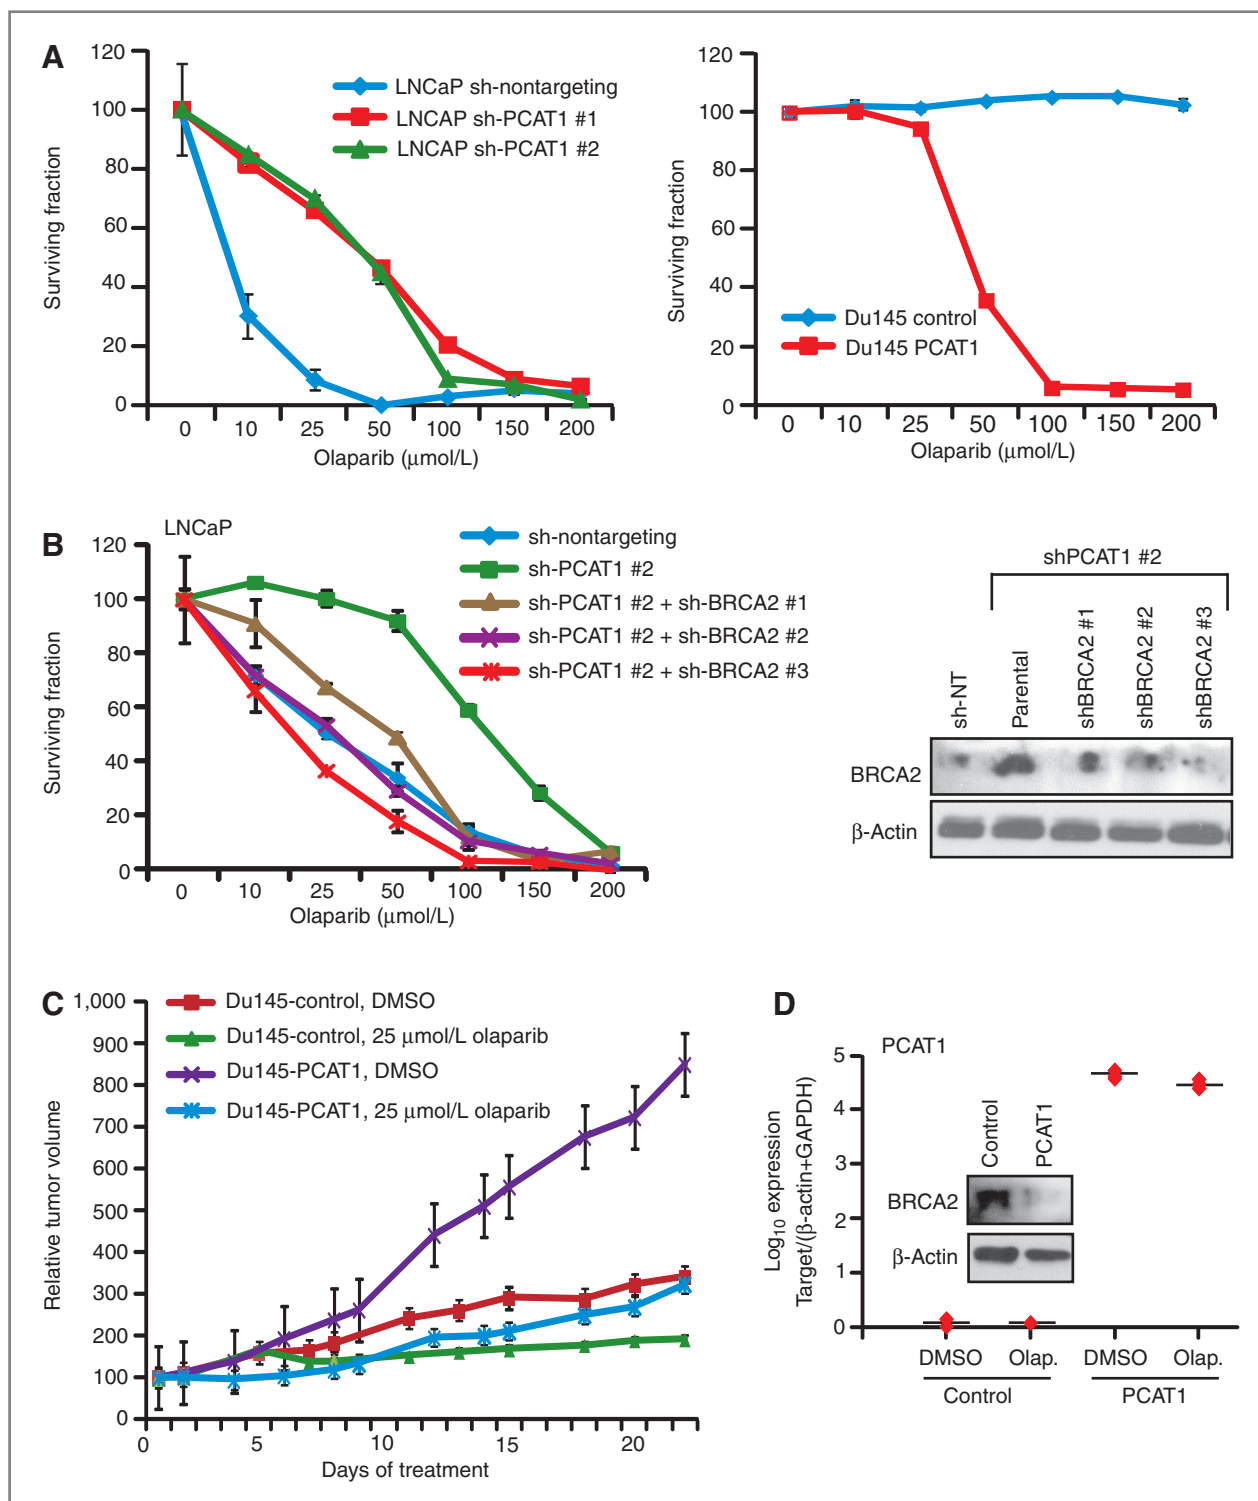 A
120
100
80
60
40
20
0
Surviving fraction
LNCaP sh-nontargeting
LNCAP sh-PCAT1 #1
LNCAP sh-PCAT1 #2
0 10 25 50 100 150 200
Olaparib (μmol/L)
120
100
80
60
40
20
0
Surviving fraction
Du145 control
Du145 PCAT1
0 10 25 50 100 150 200
Olaparib (μmol/L)
B
LNCaP
120
100
80
60
40
20
0
Surviving fraction
sh-nontargeting
sh-PCAT1 #2
sh-PCAT1 #2 + sh-BRCA2 #1
sh-PCAT1 #2 + sh-BRCA2 #2
sh-PCAT1 #2 + sh-BRCA2 #3
0 10 25 50 100 150 200
Olaparib (μmol/L)
shPCAT1 #2
sh-NT
Parental
shBRCA2 #1
shBRCA2 #2
shBRCA2 #3
BRCA2
β-Actin
C
1,000
900
800
700
600
500
400
300
200
100
0
Relative tumor volume
Du145-control, DMSO
Du145-control, 25 μmol/L olaparib
Du145-PCAT1, DMSO
Du145-PCAT1, 25 μmol/L olaparib
0 5 10 15 20
Days of treatment
D
PCAT1
5
4
3
2
1
0
Log10 expression
Target/(β-actin+GAPDH)
Control
PCAT1
BRCA2
β-Actin
DMSO Olap. DMSO Olap.
Control PCAT1